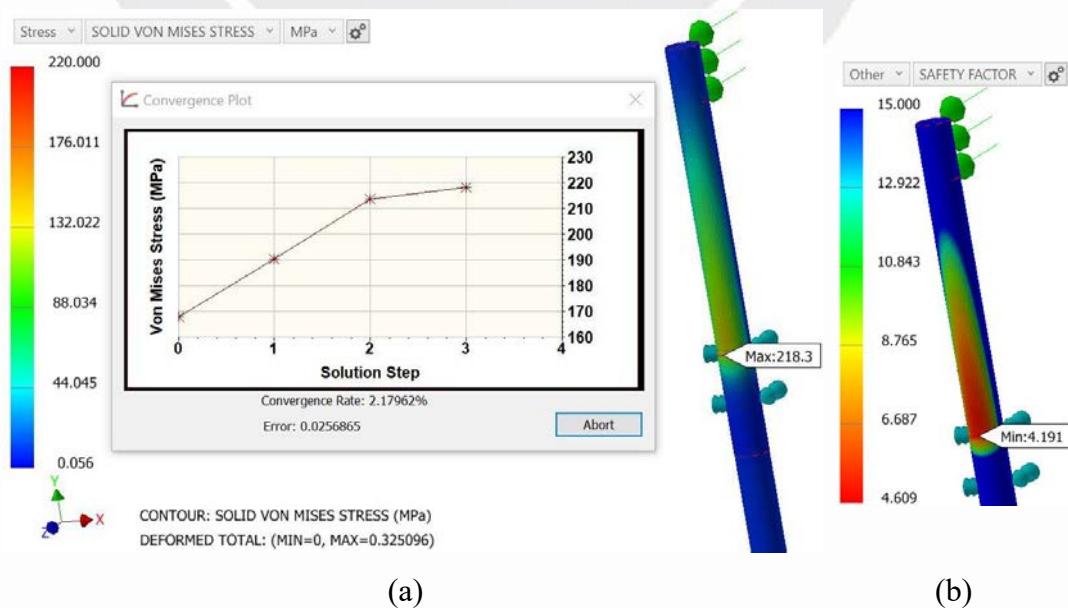 Stress SOLID VON MISES STRESS MPa
220.000
176.011
132.022
88.034
44.045
0.056
Convergence Plot
Von Mises Stress (MPa)
230
220
210
200
190
180
170
160
0 1 2 3 4
Solution Step
Convergence Rate: 2.17962%
Error: 0.0256865
Abort
Max:218.3
Y
X
Z
CONTOUR: SOLID VON MISES STRESS (MPa)
DEFORMED TOTAL: (MIN=0, MAX=0.325096)
(a)
Other SAFETY FACTOR
15.000
12.922
10.843
8.765
6.687
4.609
Min:4.191
(b)